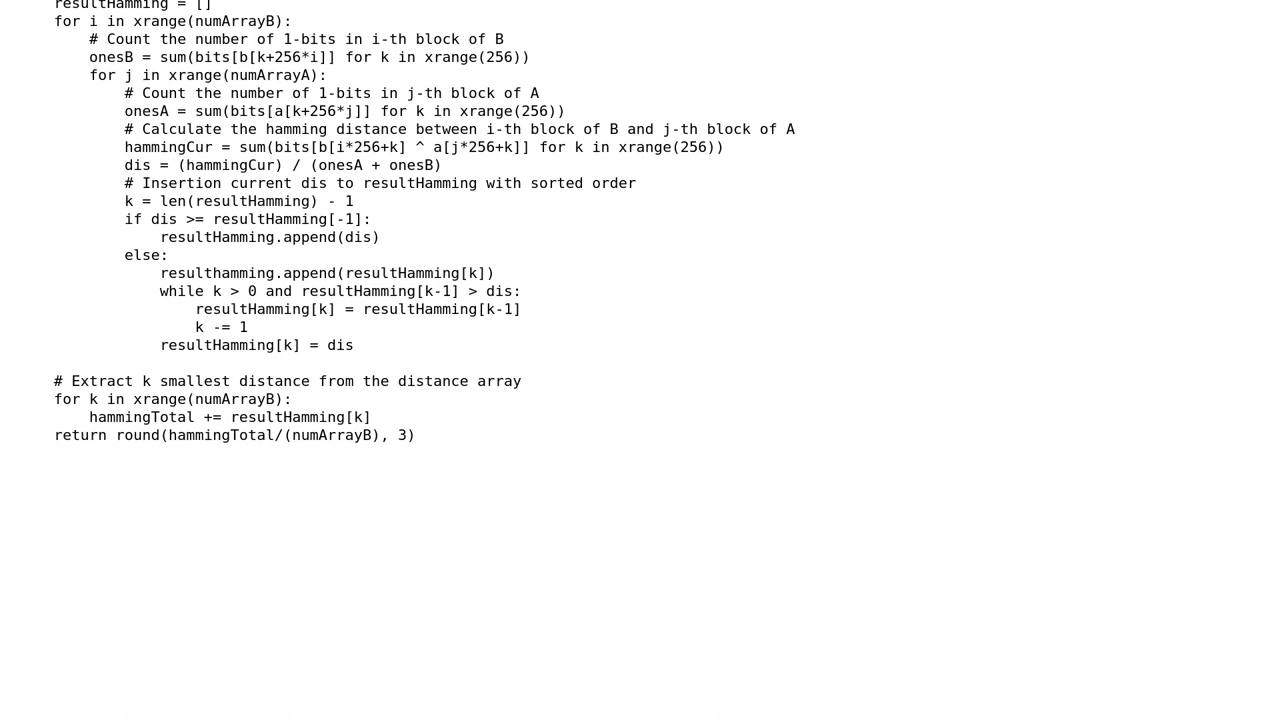 resultHamming = []
for i in xrange(numArrayB):
    # Count the number of 1-bits in i-th block of B
    onesB = sum(bits[b[k+256*i]] for k in xrange(256))
    for j in xrange(numArrayA):
        # Count the number of 1-bits in j-th block of A
        onesA = sum(bits[a[k+256*j]] for k in xrange(256))
        # Calculate the hamming distance between i-th block of B and j-th block of A
        hammingCur = sum(bits[b[i*256+k] ^ a[j*256+k]] for k in xrange(256))
        dis = (hammingCur) / (onesA + onesB)
        # Insertion current dis to resultHamming with sorted order
        k = len(resultHamming) - 1
        if dis >= resultHamming[-1]:
            resultHamming.append(dis)
        else:
            resulthamming.append(resultHamming[k])
            while k > 0 and resultHamming[k-1] > dis:
                resultHamming[k] = resultHamming[k-1]
                k -= 1
            resultHamming[k] = dis

# Extract k smallest distance from the distance array
for k in xrange(numArrayB):
    hammingTotal += resultHamming[k]
return round(hammingTotal/(numArrayB), 3)